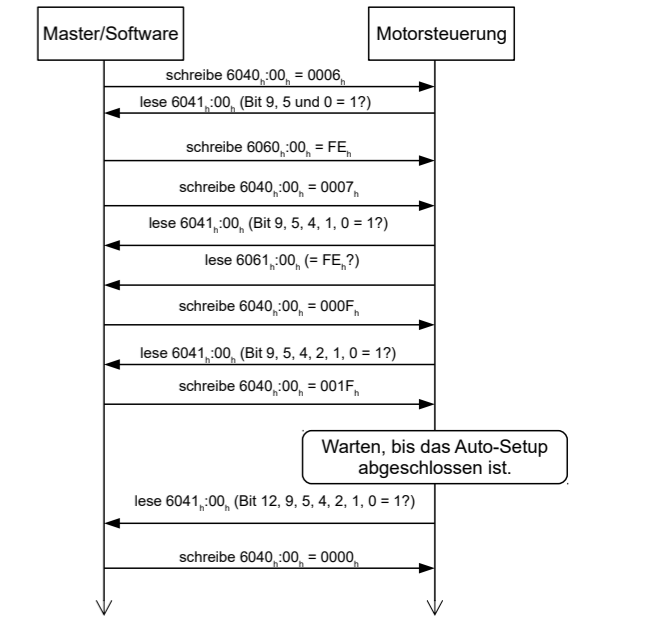 Master/Software
Motorsteuerung
schreibe 6040h:00h = 0006h
lese 6041h:00h (Bit 9, 5 und 0 = 1?)
schreibe 6060h:00h = FEh
schreibe 6040h:00h = 0007h
lese 6041h:00h (Bit 9, 5, 4, 1, 0 = 1?)
lese 6061h:00h (= FEh?)
schreibe 6040h:00h = 000Fh
lese 6041h:00h (Bit 9, 5, 4, 2, 1, 0 = 1?)
schreibe 6040h:00h = 001Fh
Warten, bis das Auto-Setup
abgeschlossen ist.
lese 6041h:00h (Bit 12, 9, 5, 4, 2, 1, 0 = 1?)
schreibe 6040h:00h = 0000h